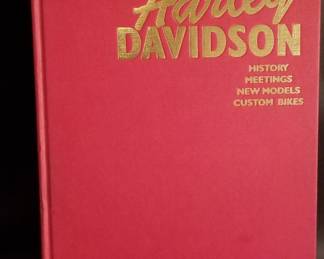 Harley
DAVIDSON
HISTORY
MEETINGS
NEW MODELS
CUSTOM BIKES